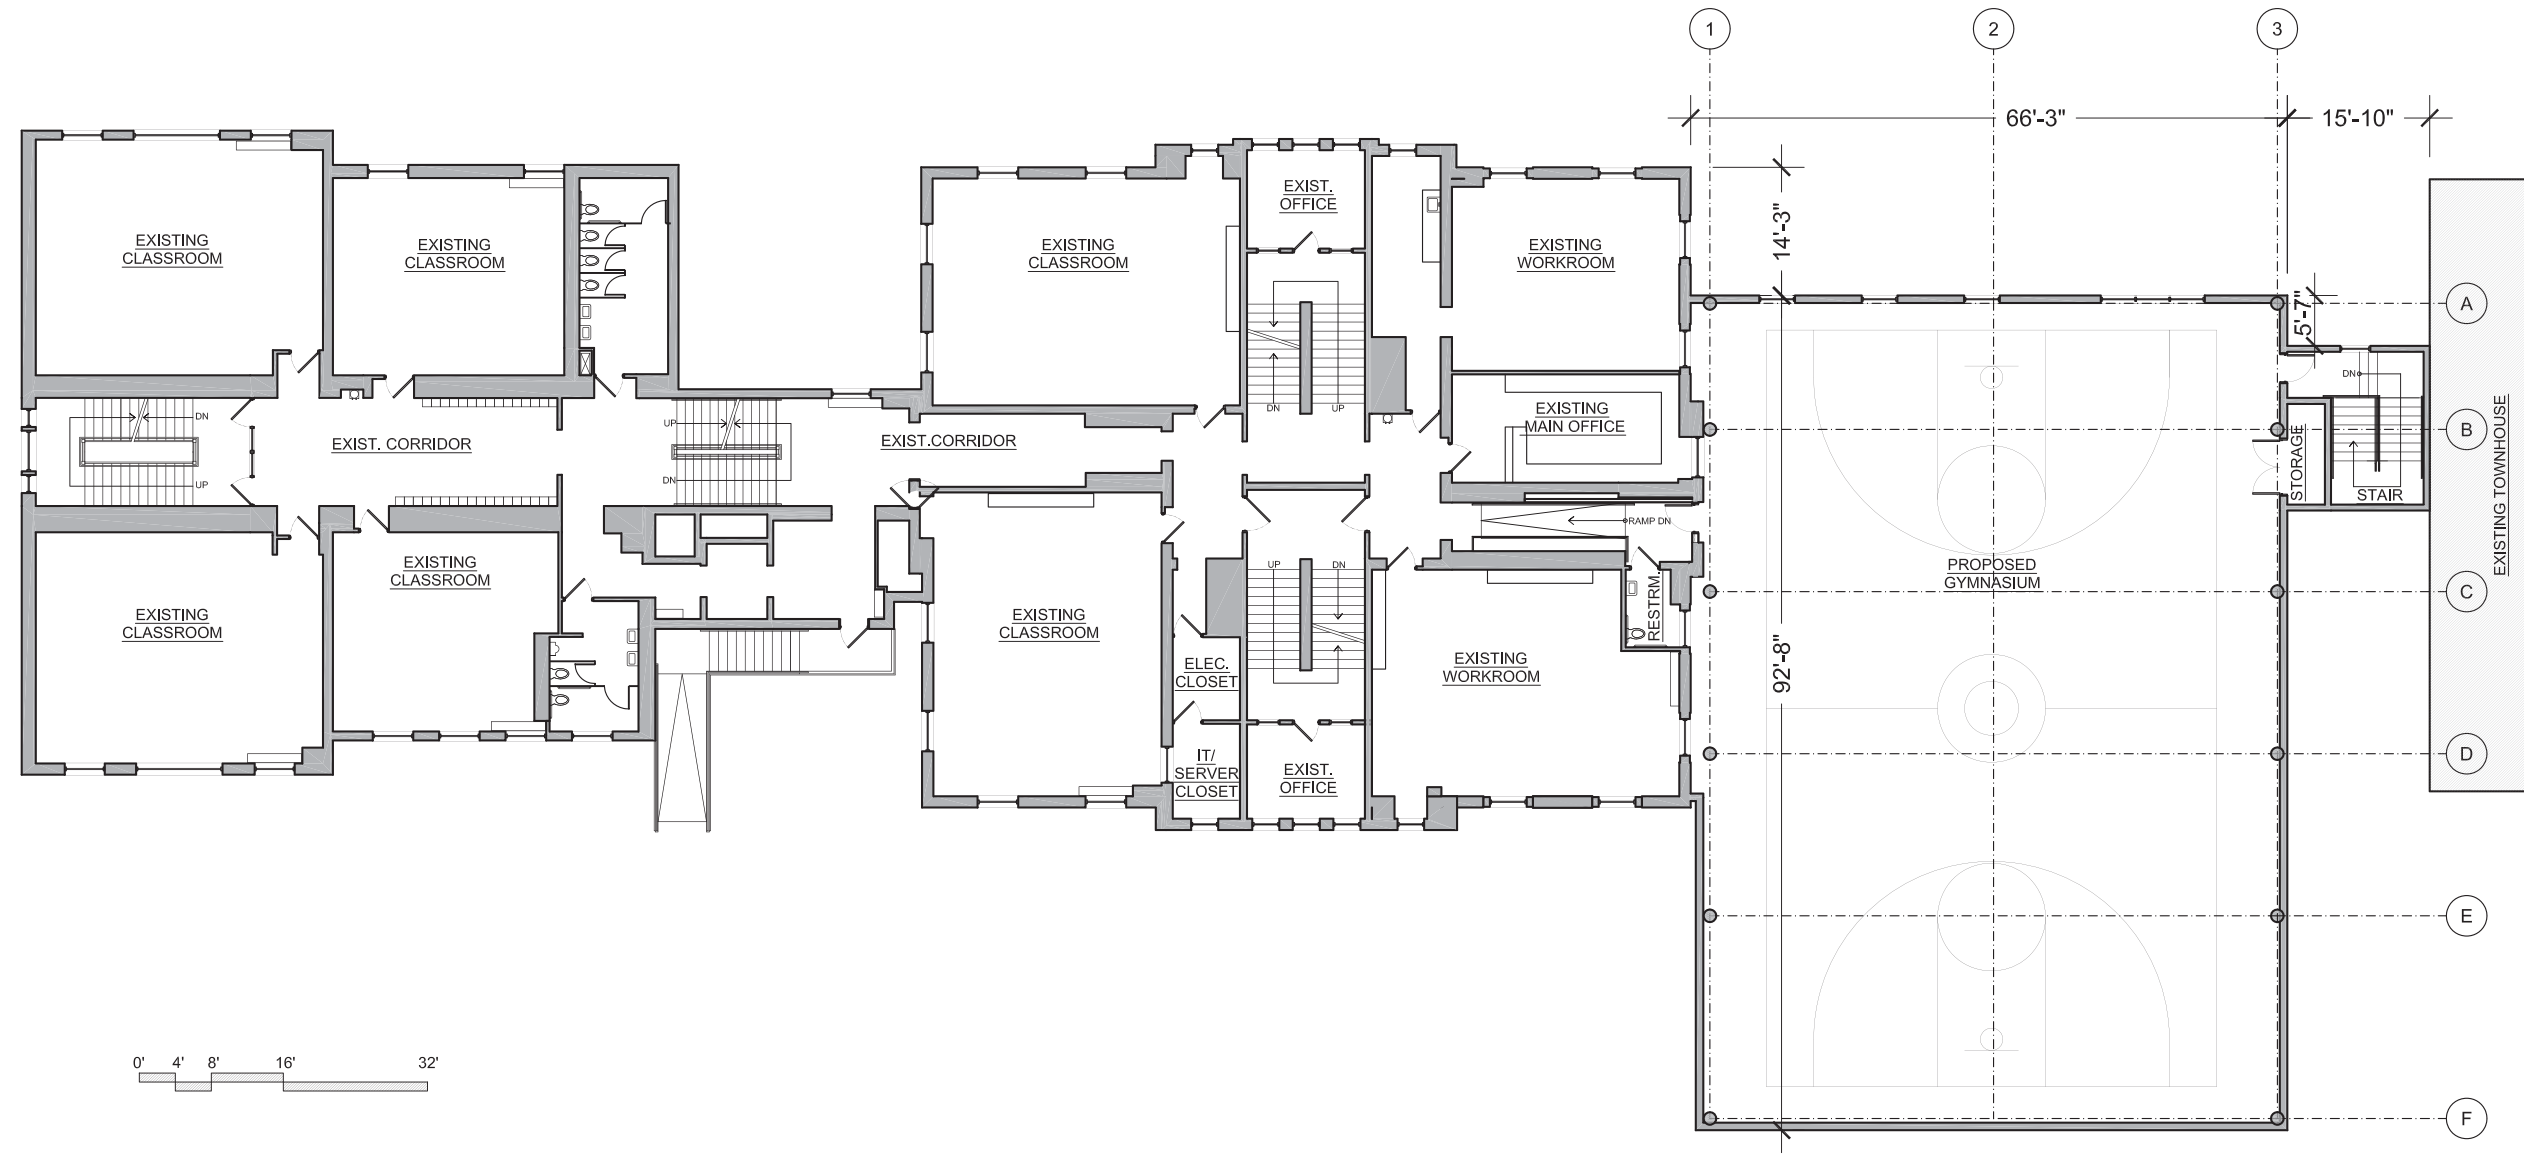 1
2
3
66'-3"
15'-10"
14'-3"
5'-7"
92'-8"
A
B
C
D
E
F
EXISTING
CLASSROOM
EXISTING
CLASSROOM
EXISTING
CLASSROOM
EXIST.
OFFICE
EXISTING
WORKROOM
EXISTING
MAIN OFFICE
DN
UP
EXIST. CORRIDOR
UP
DN
EXIST.CORRIDOR
DN
UP
DN
STORAGE
STAIR
EXISTING TOWNHOUSE
RAMP DN
EXISTING
CLASSROOM
EXISTING
CLASSROOM
EXISTING
CLASSROOM
UP
DN
RESTRM.
PROPOSED
GYMNASIUM
ELEC.
CLOSET
EXISTING
WORKROOM
IT/
SERVER
CLOSET
EXIST.
OFFICE
0' 4' 8' 16' 32'